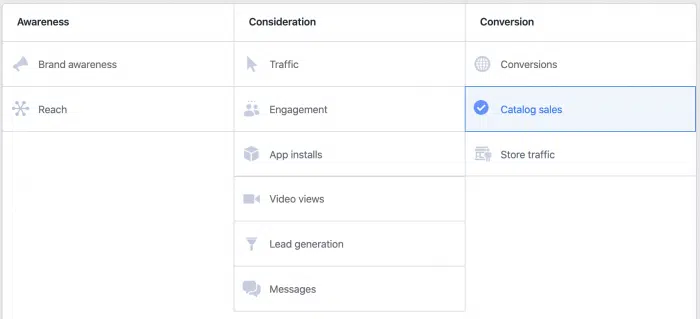 Awareness
Consideration
Conversion
Brand awareness
Traffic
Conversions
Reach
Engagement
Catalog sales
App installs
Store traffic
Video views
Lead generation
Messages